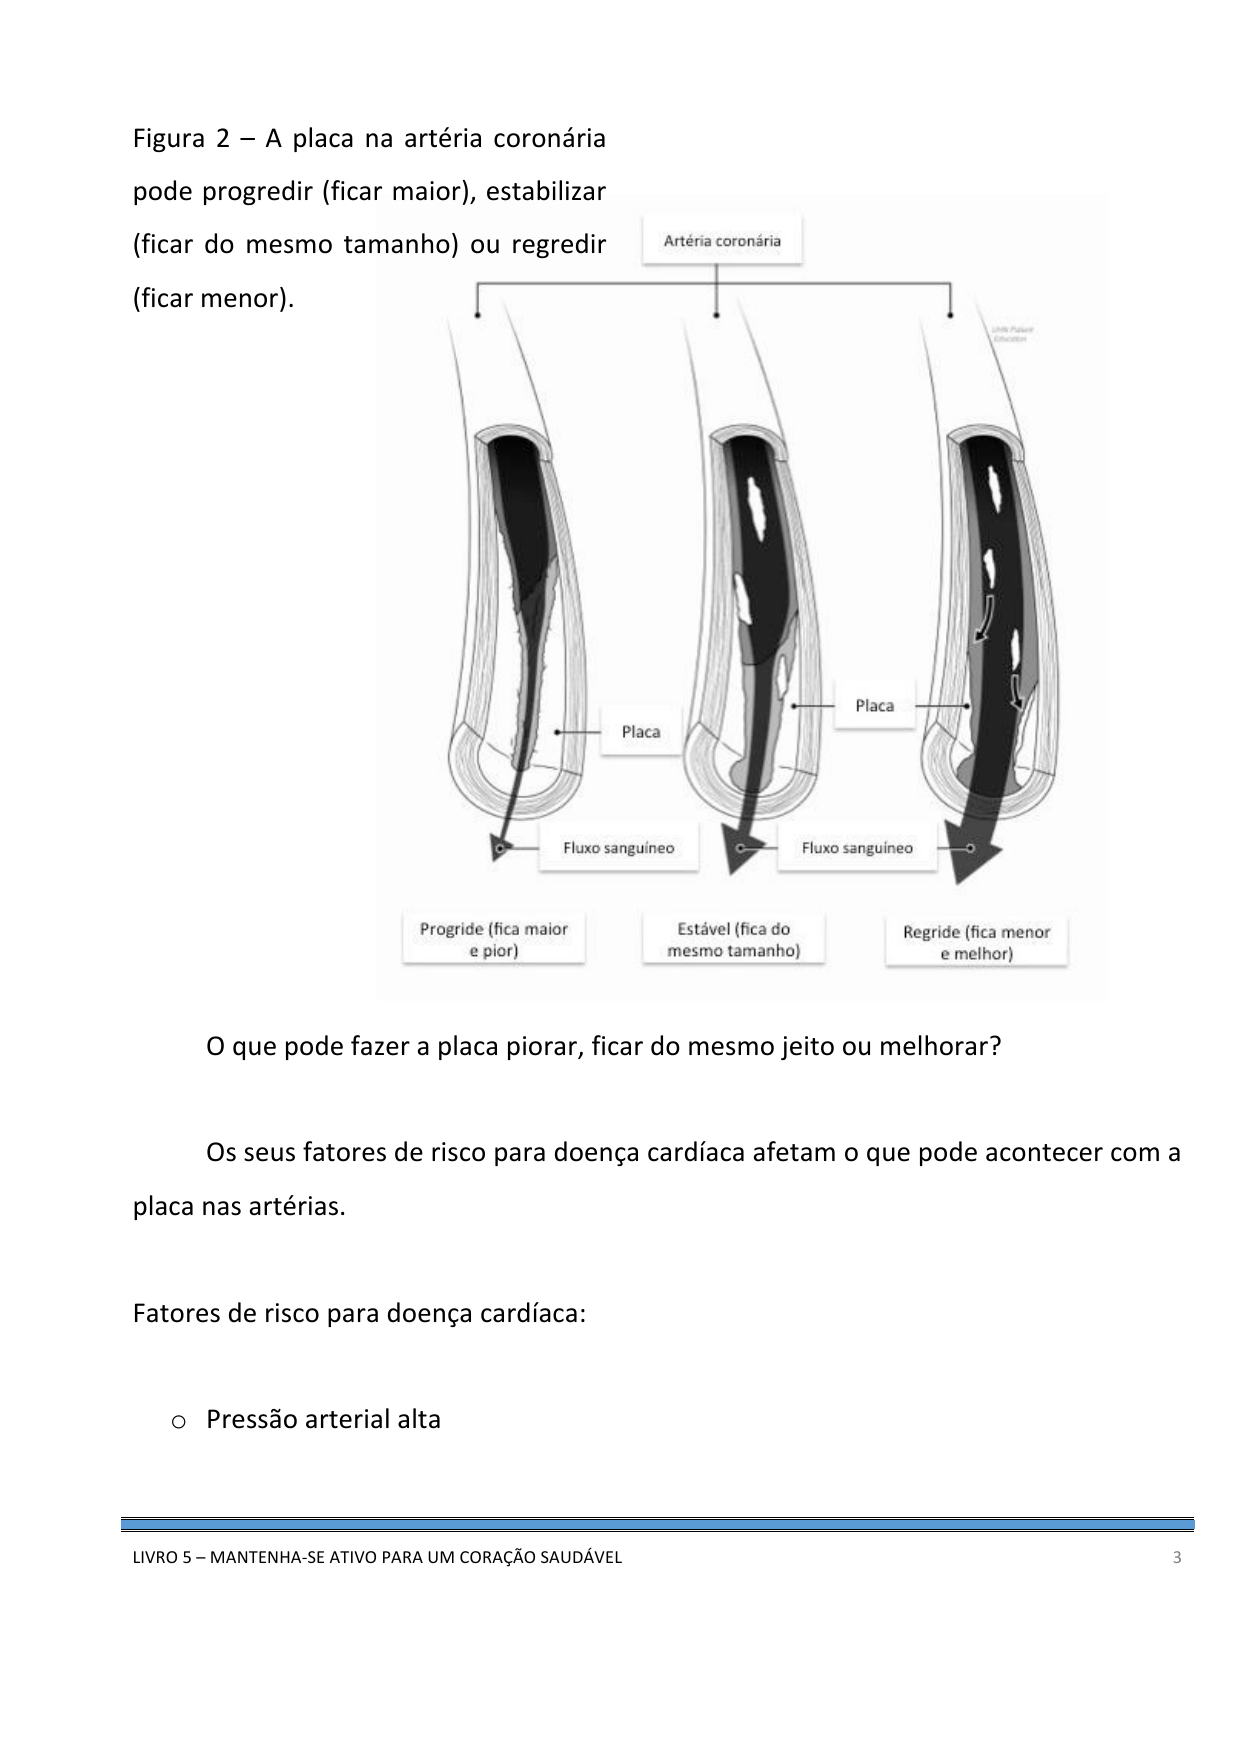 Figura 2 – A placa na artéria coronária
pode progredir (ficar maior), estabilizar
(ficar do mesmo tamanho) ou regredir
(ficar menor).
Artéria coronária
UHN Patient
Education
Placa
Placa
Fluxo sanguíneo
Fluxo sanguíneo
Progride (fica maior
e pior)
Estável (fica do
mesmo tamanho)
Regride (fica menor
e melhor)
O que pode fazer a placa piorar, ficar do mesmo jeito ou melhorar?
Os seus fatores de risco para doença cardíaca afetam o que pode acontecer com a
placa nas artérias.
Fatores de risco para doença cardíaca:
o Pressão arterial alta
LIVRO 5 – MANTENHA-SE ATIVO PARA UM CORAÇÃO SAUDÁVEL
3